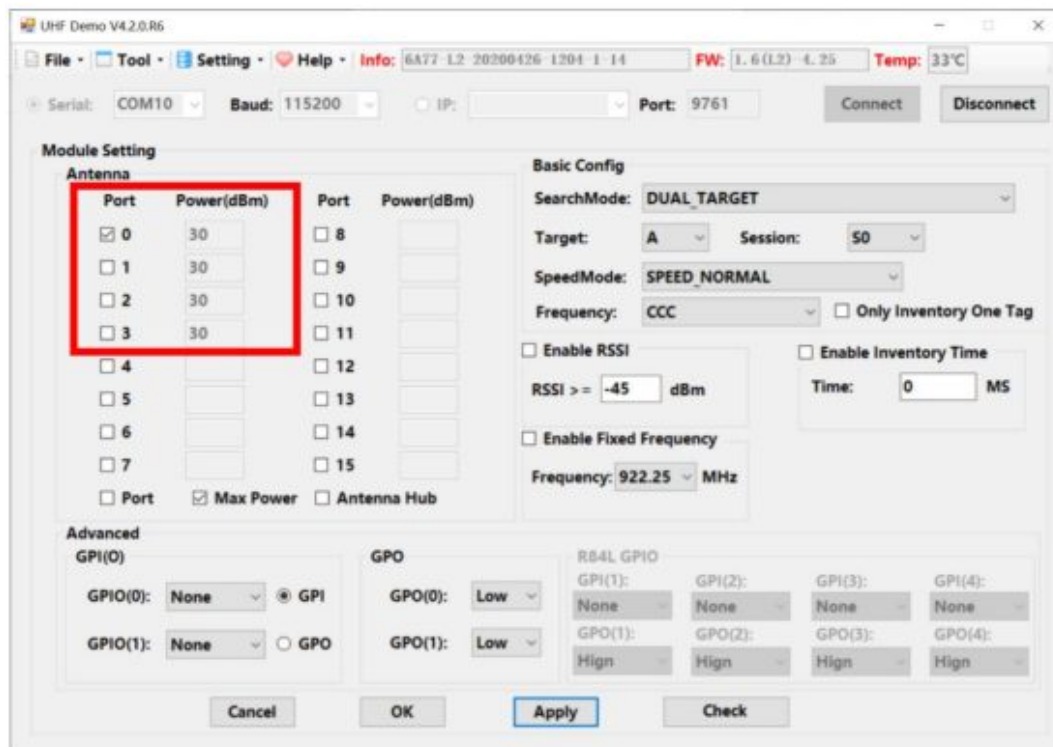 UHF Demo V4.2.0.R6
File Tool Setting Help Info: 6A77-L2 20200426-1204-1-14 FW: 1.6(L2)-4.25 Temp: 33℃
Serial: COM10 Baud: 115200 IP: Port: 9761 Connect Disconnect
Module Setting
Antenna
Port Power(dBm) Port Power(dBm)
0 30 8
1 30 9
2 30 10
3 30 11
4 12
5 13
6 14
7 15
Port Max Power Antenna Hub
Basic Config
SearchMode: DUAL_TARGET
Target: A Session: S0
SpeedMode: SPEED_NORMAL
Frequency: CCC Only Inventory One Tag
Enable RSSI
RSSI >= -45 dBm
Enable Inventory Time
Time: 0 MS
Enable Fixed Frequency
Frequency: 922.25 MHz
Advanced
GPI(O)
GPIO(0): None GPI
GPIO(1): None GPO
GPO
GPO(0): Low
GPO(1): Low
R84L GPIO
GPI(1): GPI(2): GPI(3): GPI(4):
None None None None
GPO(1): GPO(2): GPO(3): GPO(4):
Hign Hign Hign Hign
Cancel OK Apply Check